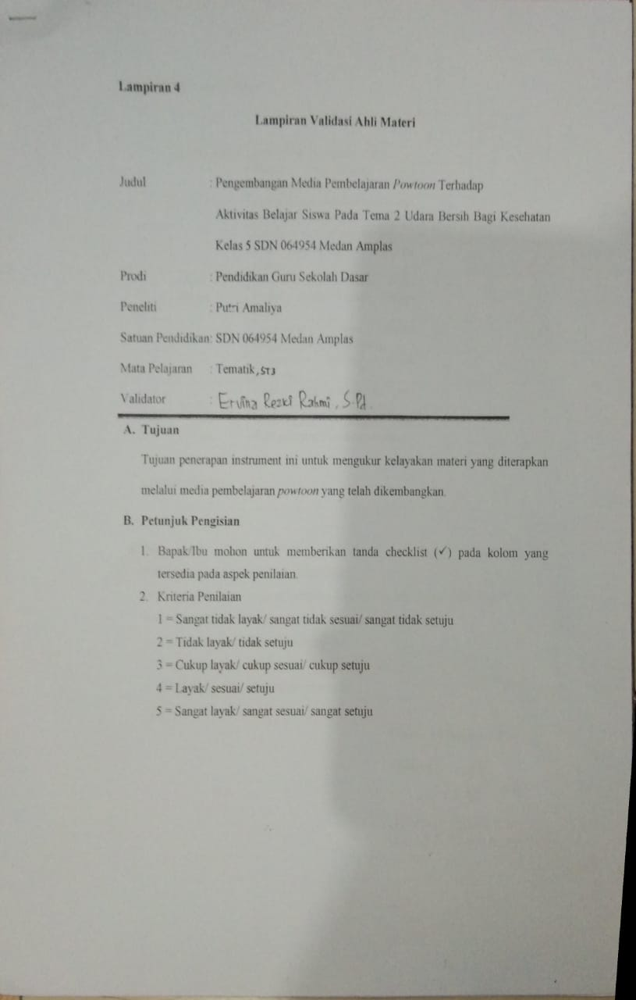 Lampiran 4
Lampiran Validasi Ahli Materi
Judul : Pengembangan Media Pembelajaran Powtoon Terhadap
Aktivitas Belajar Siswa Pada Tema 2 Udara Bersih Bagi Kesehatan
Kelas 5 SDN 064954 Medan Amplas
Prodi : Pendidikan Guru Sekolah Dasar
Peneliti : Putri Amaliya
Satuan Pendidikan: SDN 064954 Medan Amplas
Mata Pelajaran : Tematik, ST3
Validator : Ervina Rezki Rahmi, S.Pd.
A. Tujuan
Tujuan penerapan instrument ini untuk mengukur kelayakan materi yang diterapkan
melalui media pembelajaran powtoon yang telah dikembangkan.
B. Petunjuk Pengisian
1. Bapak/Ibu mohon untuk memberikan tanda checklist (✓) pada kolom yang
tersedia pada aspek penilaian.
2. Kriteria Penilaian
1 = Sangat tidak layak/ sangat tidak sesuai/ sangat tidak setuju
2 = Tidak layak/ tidak setuju
3 = Cukup layak/ cukup sesuai/ cukup setuju
4 = Layak/ sesuai/ setuju
5 = Sangat layak/ sangat sesuai/ sangat setuju